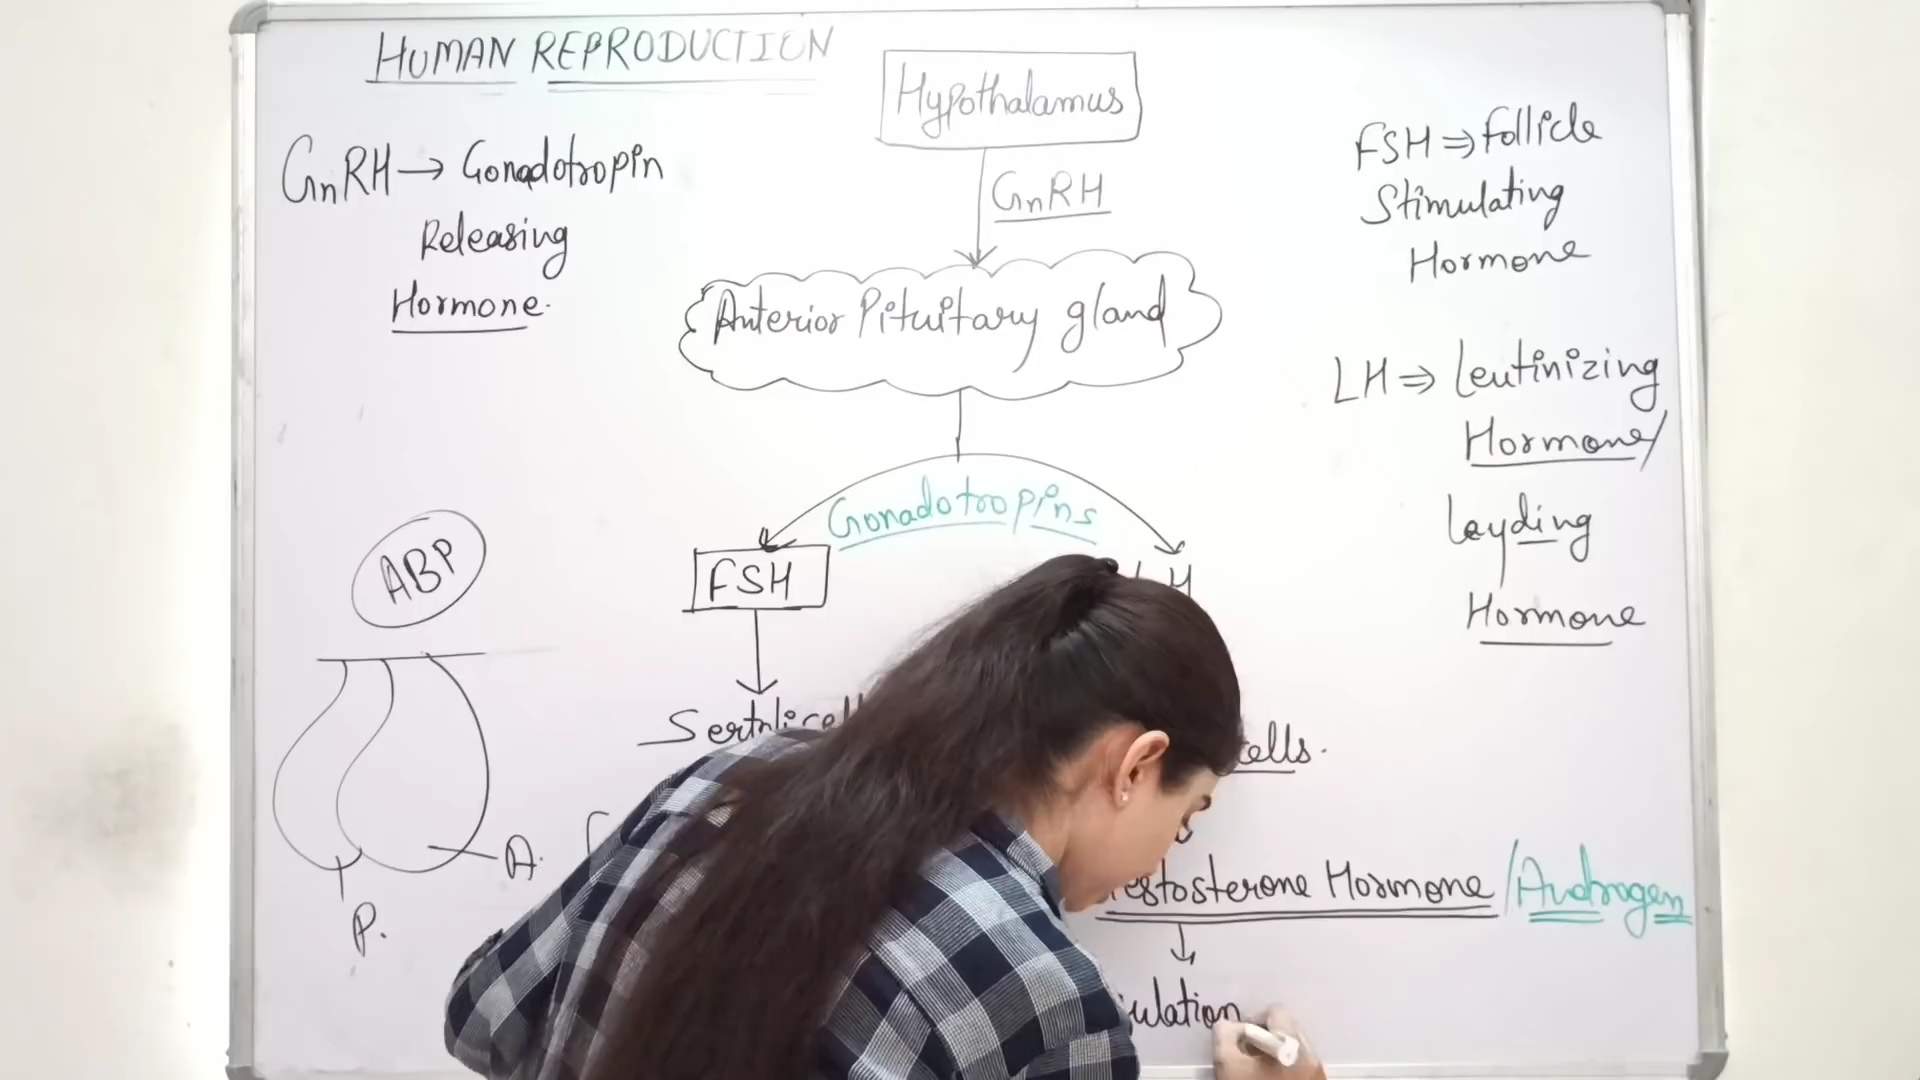 HUMAN REPRODUCTION
GnRH → Gonadotropin
Releasing
Hormone.
Hypothalamus
GnRH
Anterior Pituitary gland
Gonadotropins
FSH
FSH ⇒ Follicle
Stimulating
Hormone
LH ⇒ Leutinizing
Hormone/
Leyding
Hormone
ABP
A.
P.
cells.
Hormone / Androgen